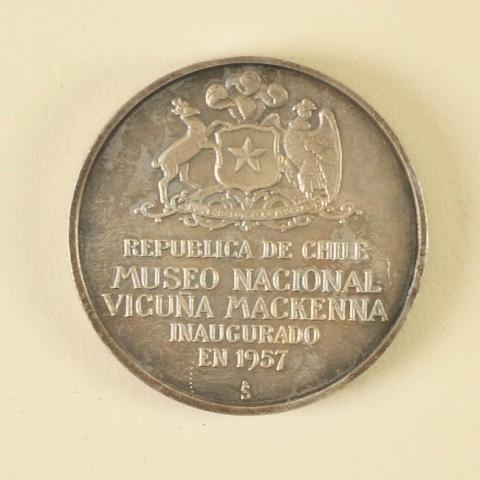 REPUBLICA DE CHILE
MUSEO NACIONAL
VICUÑA MACKENNA
INAUGURADO
EN 1957